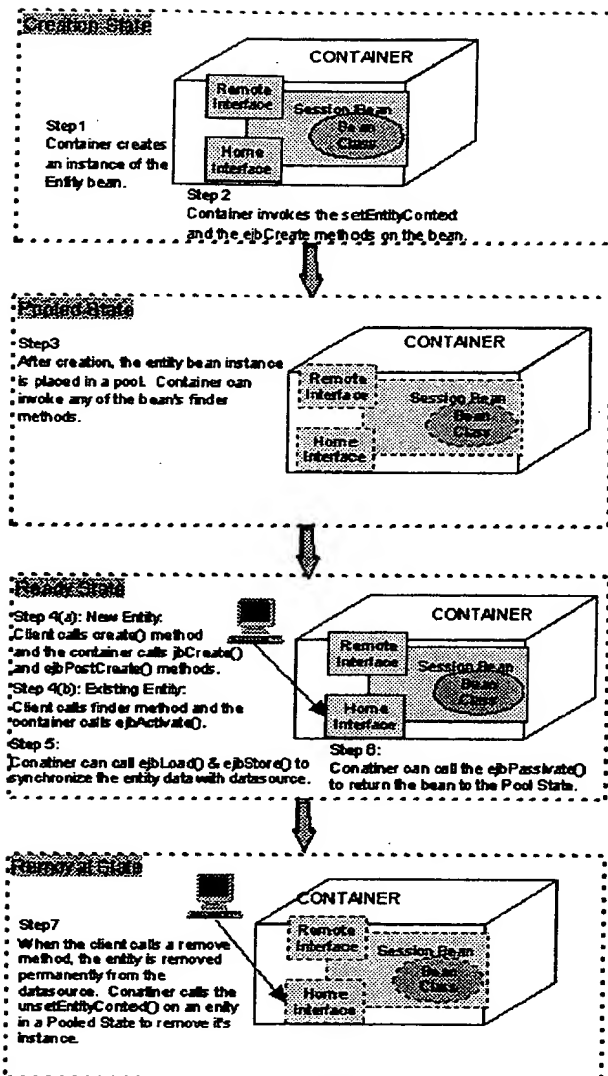 Creation State
CONTAINER
Remote
Interface
Session Bean
Bean
Class
Home
Interface
Step 1
Container creates
an instance of the
Entity bean.
Step 2
Container invokes the setEntityContext
and the ejbCreate methods on the bean.
Pooled State
Step3
After creation, the entity bean instance
is placed in a pool. Container can
invoke any of the bean's finder
methods.
CONTAINER
Remote
Interface
Session Bean
Bean
Class
Home
Interface
Ready State
Step 4(a): New Entity:
Client calls create() method
and the container calls jbCreate()
and ejbPostCreate() methods.
Step 4(b): Existing Entity:
Client calls finder method and the
container calls ejbActivate().
Step 5:
Conatiner can call ejbLoad() & ejbStore() to
synchronize the entity data with datasource.
CONTAINER
Remote
Interface
Session Bean
Bean
Class
Home
Interface
Step 6:
Conatiner can call the ejbPassivate()
to return the bean to the Pool State.
Removal State
Step7
When the client calls a remove
method, the entity is removed
permanently from the
datasource. Conatiner calls the
unsetEntityContext() on an enity
in a Pooled State to remove it's
instance.
CONTAINER
Remote
Interface
Session Bean
Bean
Class
Home
Interface